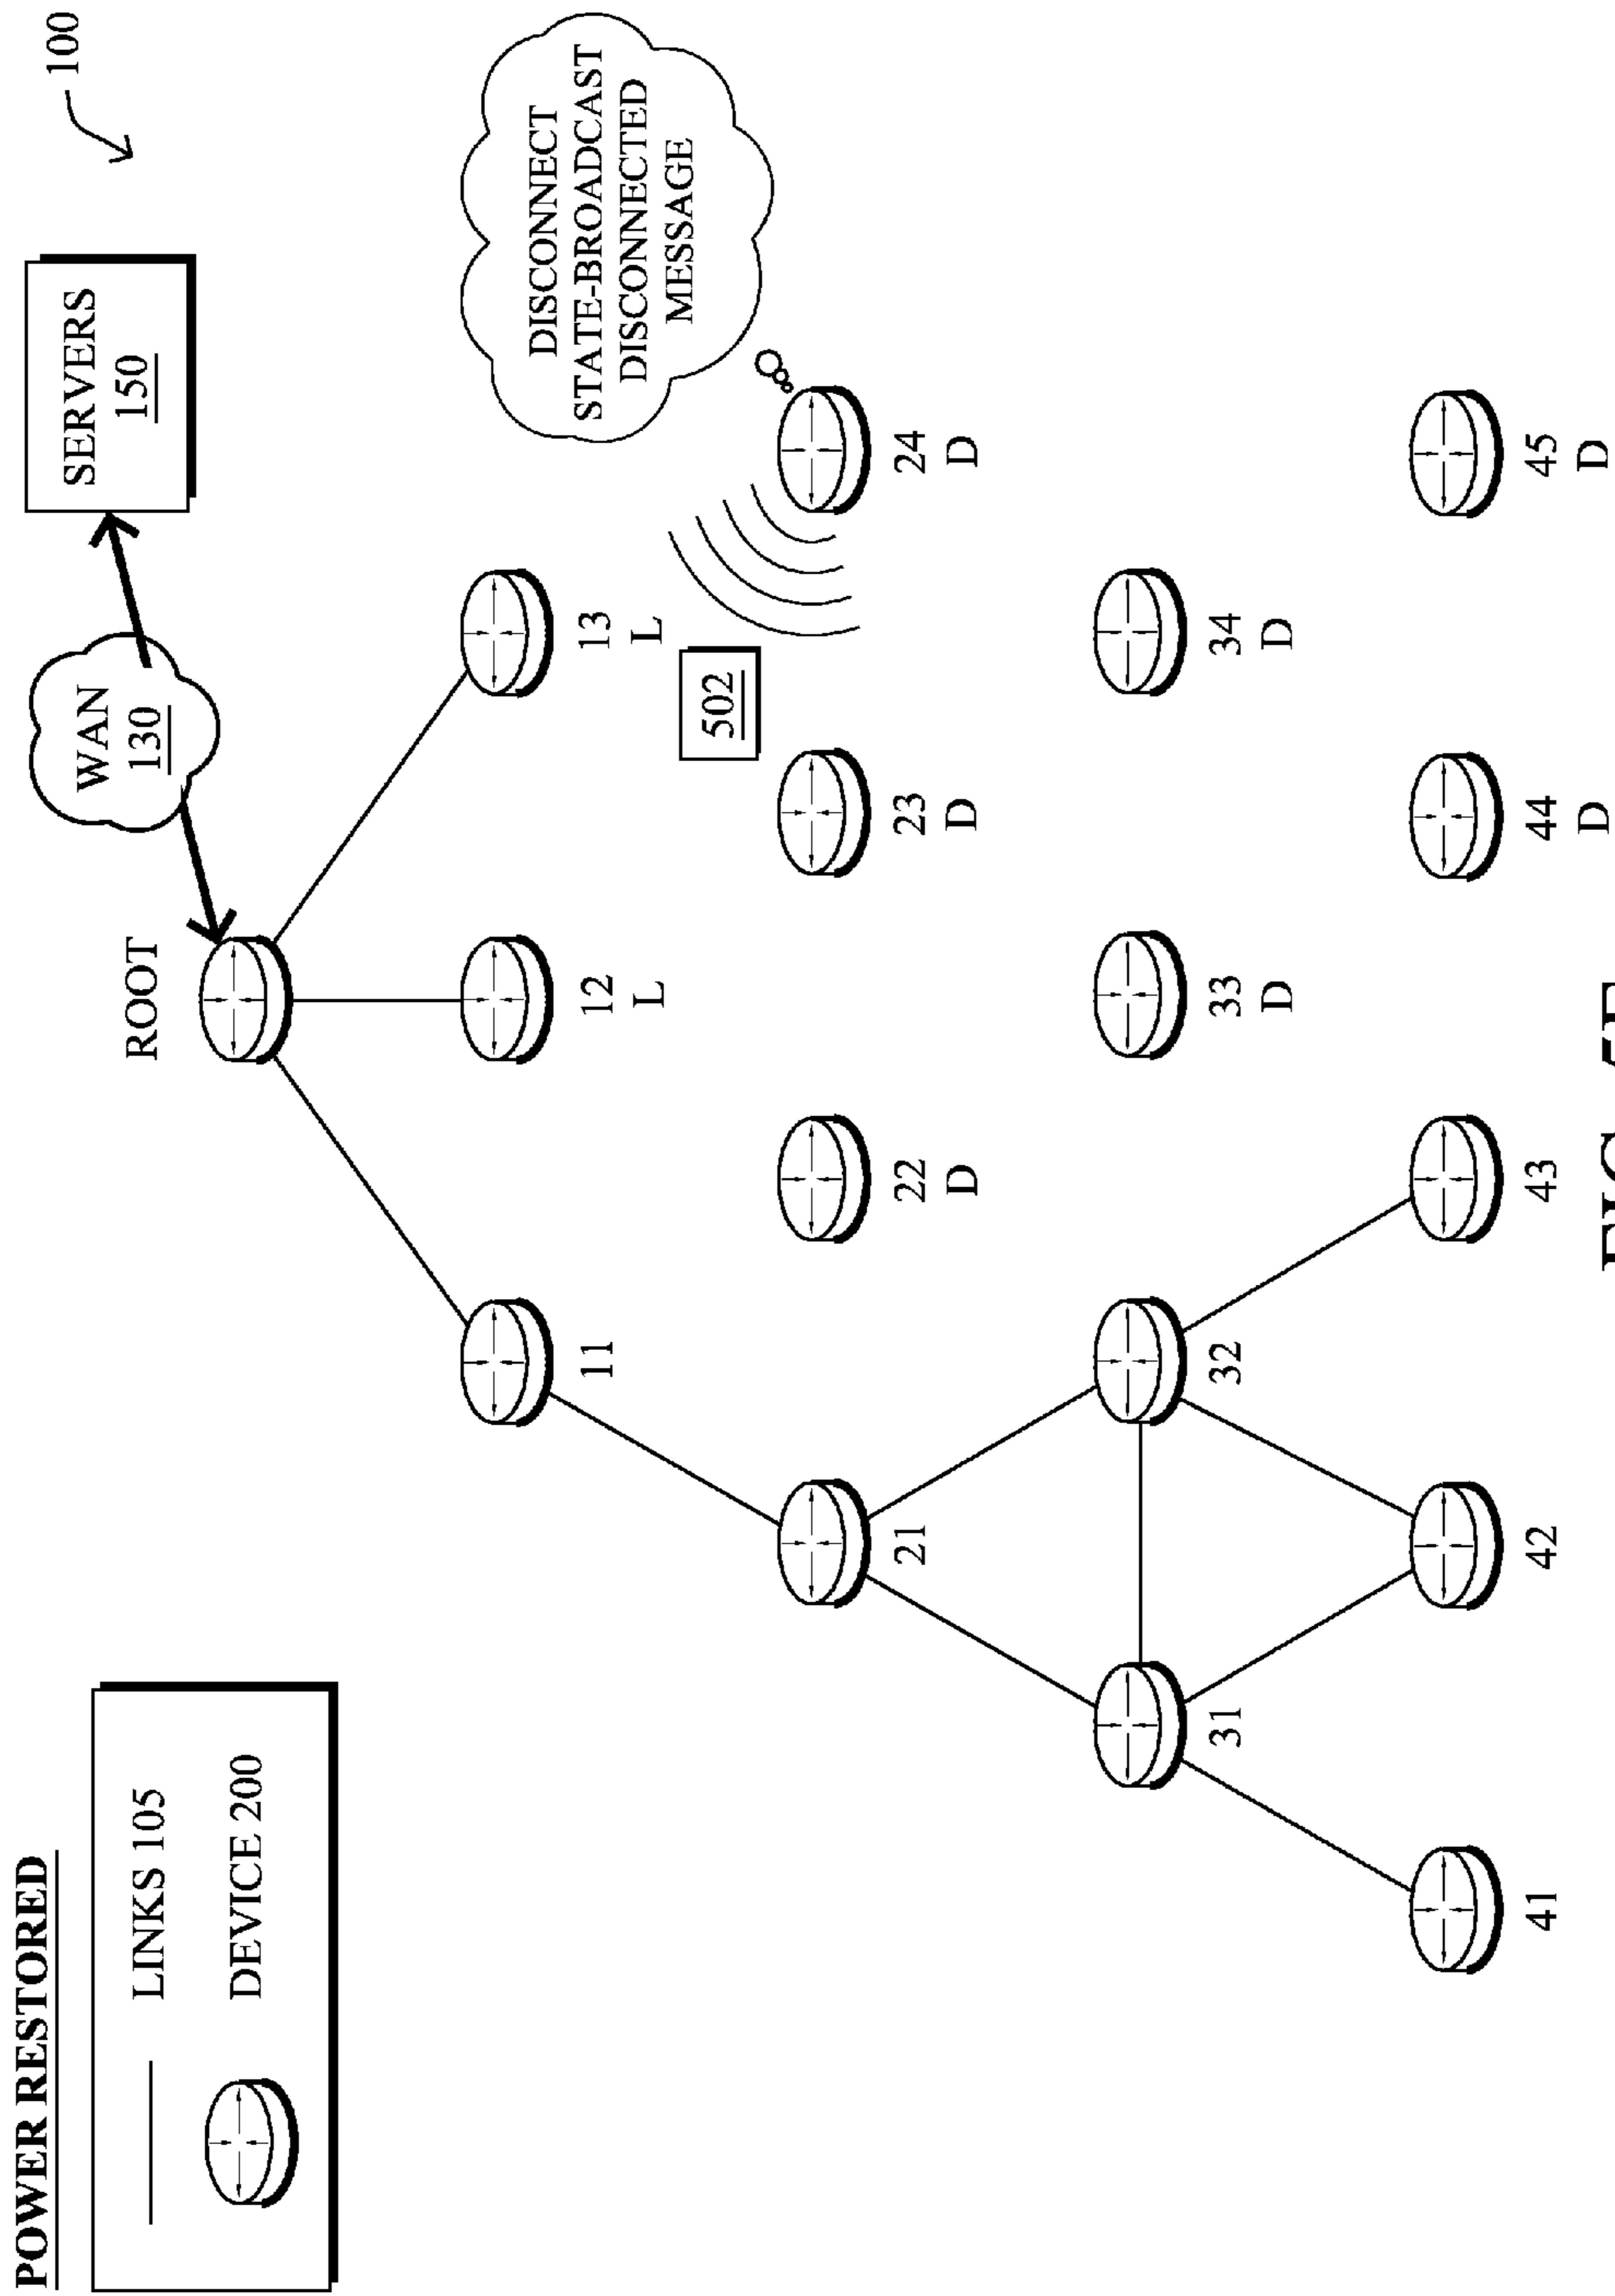 POWER RESTORED
LINKS 105
DEVICE 200
100
SERVERS
150
WAN
130
ROOT
DISCONNECT
STATE-BROADCAST
DISCONNECTED
MESSAGE
11
12
L
13
L
502
21
22
D
23
D
24
D
31
32
33
D
34
D
41
42
43
44
D
45
D
FIG.